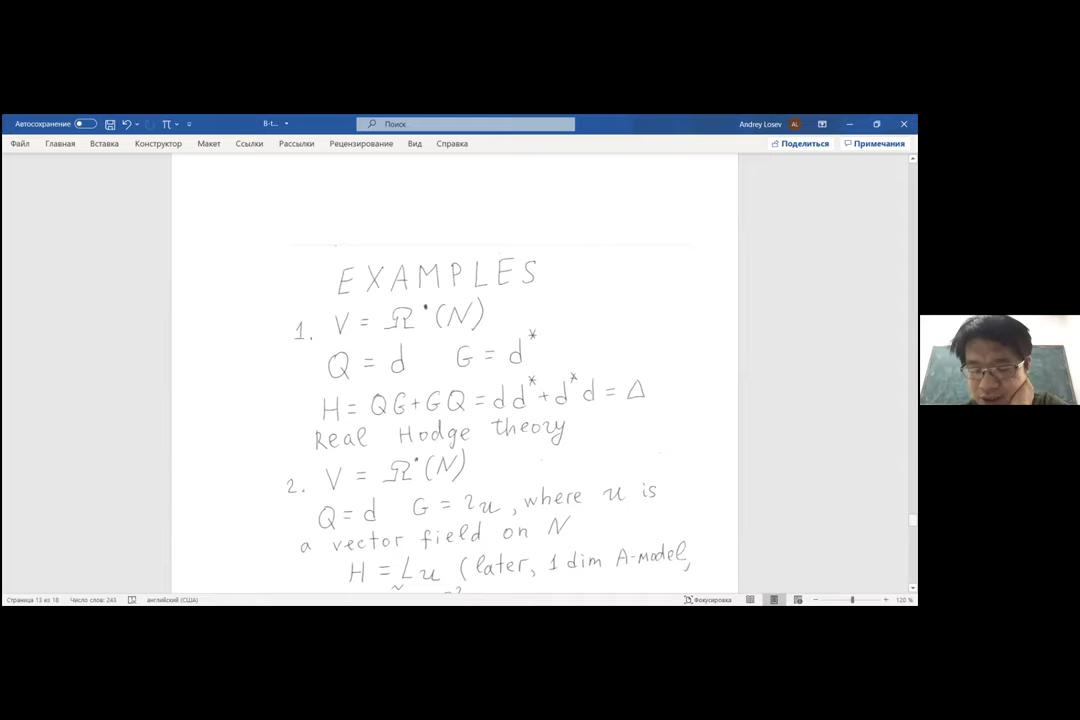 Автосохранение
B-t...
Поиск
Andrey Losev
AL
Файл Главная Вставка Конструктор Макет Ссылки Рассылки Рецензирование Вид Справка
Поделиться
Примечания
EXAMPLES
1. V = Ω^•(N)
Q = d G = d*
H = QG + GQ = dd* + d*d = Δ
Real Hodge theory
2. V = Ω^•(N)
Q = d G = ιu, where u is
a vector field on N
H = Lu (later, 1 dim A-model,
Страница 13 из 18 Число слов: 243 английский (США)
Фокусировка
120 %